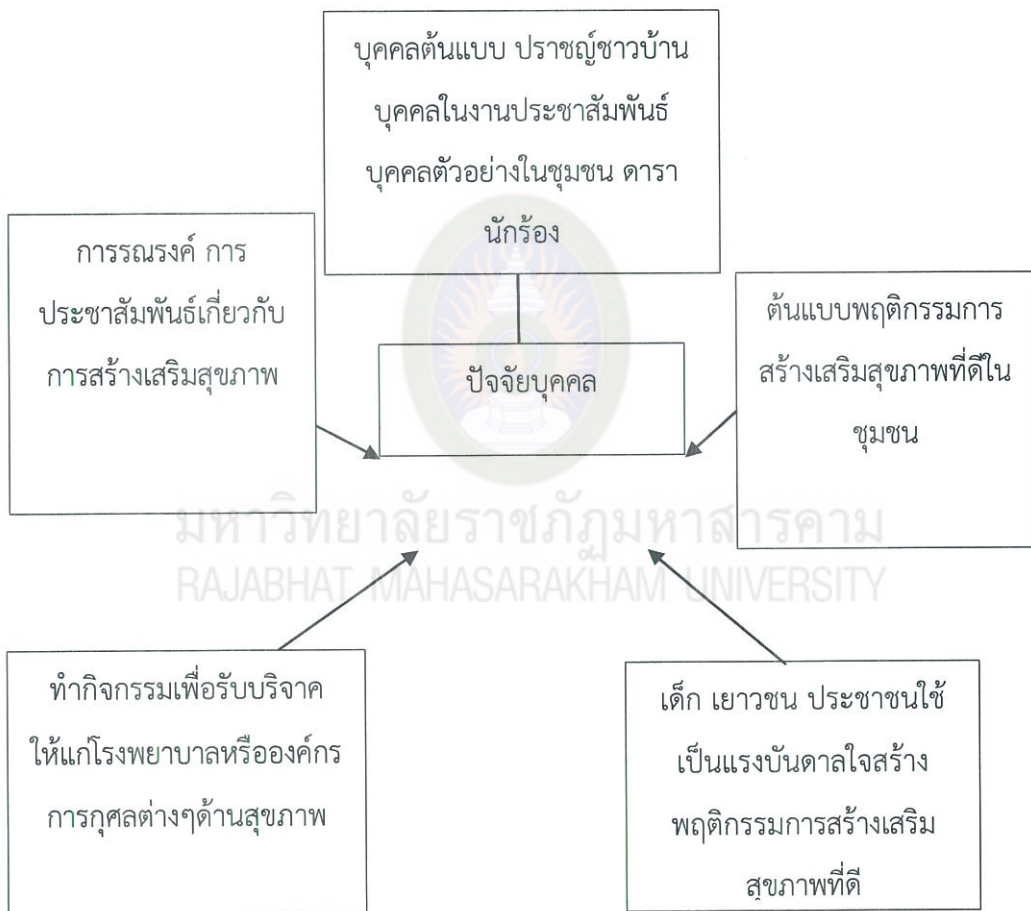 บุคคลต้นแบบ ปราชญ์ชาวบ้าน
บุคคลในงานประชาสัมพันธ์
บุคคลตัวอย่างในชุมชน ดารา
นักร้อง
การรณรงค์ การ
ประชาสัมพันธ์เกี่ยวกับ
การสร้างเสริมสุขภาพ
ต้นแบบพฤติกรรมการ
สร้างเสริมสุขภาพที่ดีใน
ชุมชน
ปัจจัยบุคคล
มหาวิทยาลัยราชภัฏมหาสารคาม
RAJABHAT MAHASARAKHAM UNIVERSITY
ทำกิจกรรมเพื่อรับบริจาค
ให้แก่โรงพยาบาลหรือองค์กร
การกุศลต่างๆด้านสุขภาพ
เด็ก เยาวชน ประชาชนใช้
เป็นแรงบันดาลใจสร้าง
พฤติกรรมการสร้างเสริม
สุขภาพที่ดี